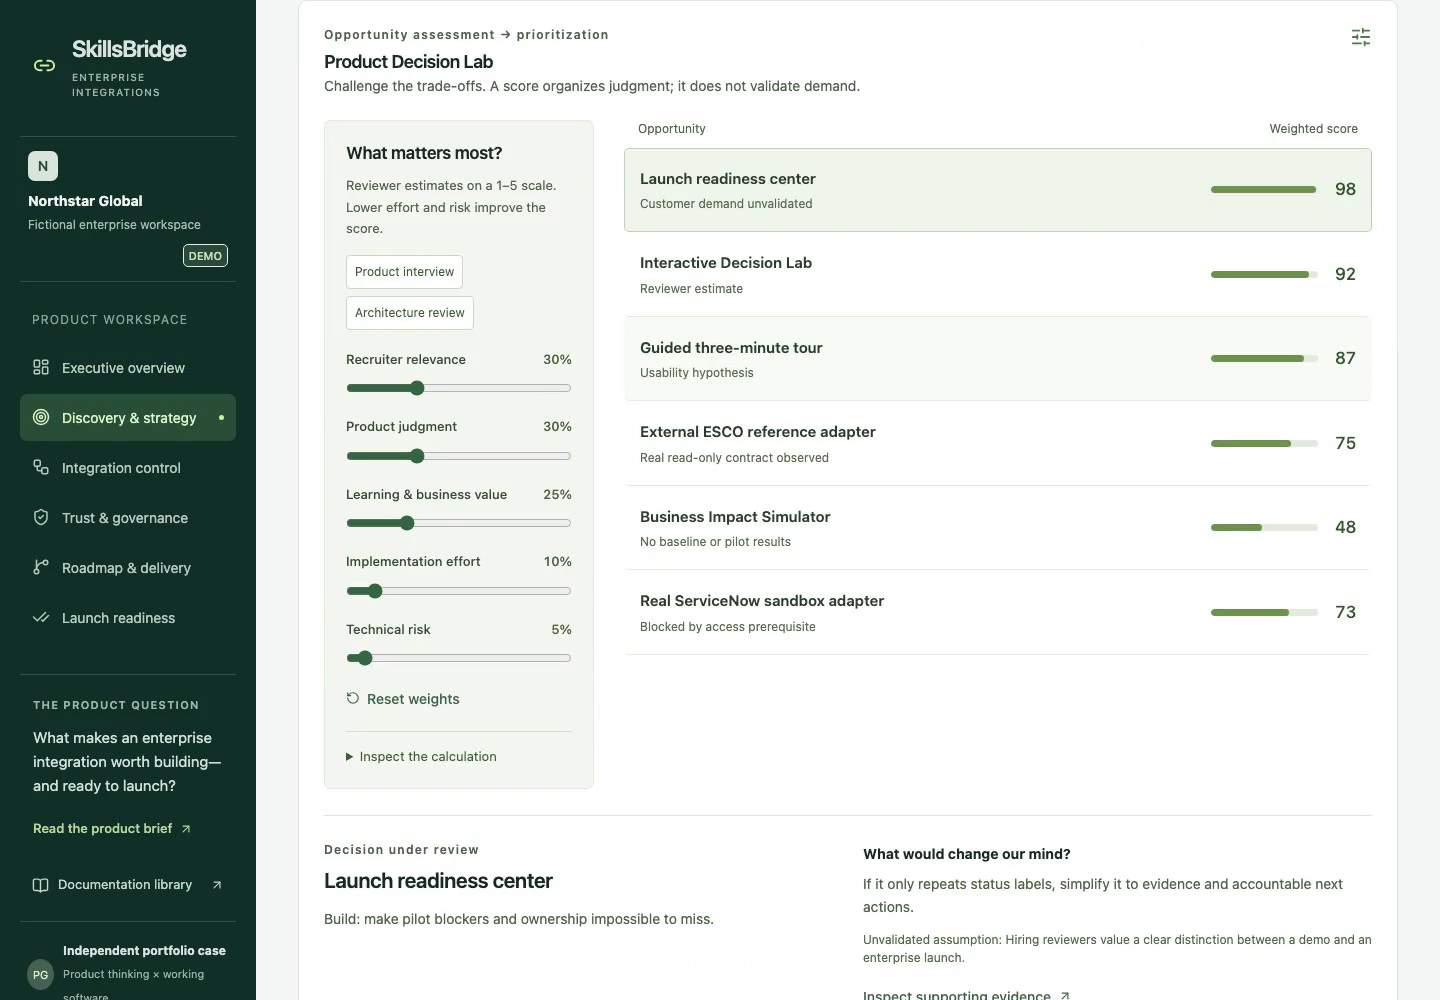 SkillsBridge
ENTERPRISE
INTEGRATIONS
N
Northstar Global
Fictional enterprise workspace
DEMO
PRODUCT WORKSPACE
Executive overview
Discovery & strategy
Integration control
Trust & governance
Roadmap & delivery
Launch readiness
THE PRODUCT QUESTION
What makes an enterprise
integration worth building—
and ready to launch?
Read the product brief
Documentation library
PG
Independent portfolio case
Product thinking × working
software
Opportunity assessment → prioritization
Product Decision Lab
Challenge the trade-offs. A score organizes judgment; it does not validate demand.
What matters most?
Reviewer estimates on a 1–5 scale.
Lower effort and risk improve the
score.
Product interview
Architecture review
Recruiter relevance 30%
Product judgment 30%
Learning & business value 25%
Implementation effort 10%
Technical risk 5%
Reset weights
Inspect the calculation
Opportunity Weighted score
Launch readiness center
Customer demand unvalidated
98
Interactive Decision Lab
Reviewer estimate
92
Guided three-minute tour
Usability hypothesis
87
External ESCO reference adapter
Real read-only contract observed
75
Business Impact Simulator
No baseline or pilot results
48
Real ServiceNow sandbox adapter
Blocked by access prerequisite
73
Decision under review
Launch readiness center
Build: make pilot blockers and ownership impossible to miss.
What would change our mind?
If it only repeats status labels, simplify it to evidence and accountable next
actions.
Unvalidated assumption: Hiring reviewers value a clear distinction between a demo and an
enterprise launch.
Inspect supporting evidence